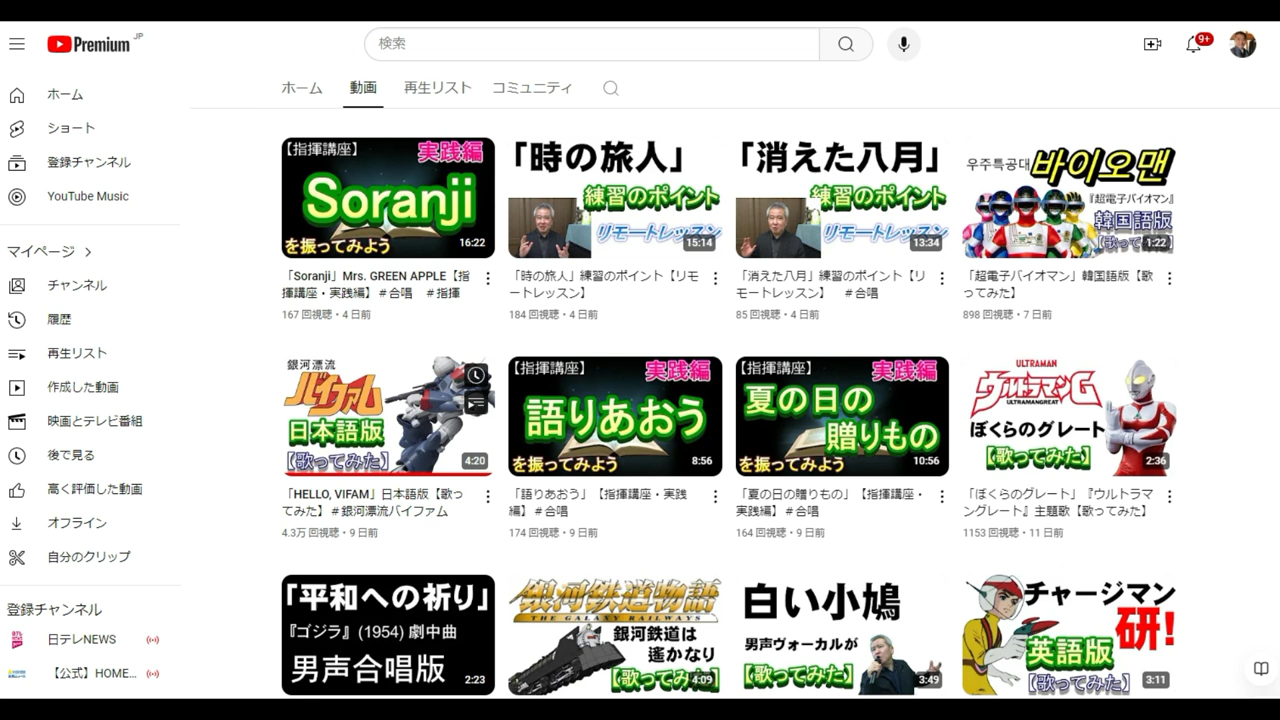 Premium JP
検索
9+
ホーム
ショート
登録チャンネル
YouTube Music
マイページ
チャンネル
履歴
再生リスト
作成した動画
映画とテレビ番組
後で見る
高く評価した動画
オフライン
自分のクリップ
登録チャンネル
日テレNEWS
【公式】HOME...
ホーム 動画 再生リスト コミュニティ
【指揮講座】 実践編
Soranji
を振ってみよう 16:22
「Soranji」Mrs. GREEN APPLE【指
揮講座・実践編】＃合唱 ＃指揮
167 回視聴・4 日前
「時の旅人」
練習のポイント
リモートレッスン
15:14
「時の旅人」練習のポイント【リモ
ートレッスン】
184 回視聴・4 日前
「消えた八月」
練習のポイント
リモートレッスン
13:34
「消えた八月」練習のポイント【リ
モートレッスン】 ＃合唱
85 回視聴・4 日前
우주특공대 바이오맨
『超電子バイオマン』
韓国語版
【歌って
1:22
「超電子バイオマン」韓国語版【歌
ってみた】
898 回視聴・7 日前
銀河漂流
バイファム
日本語版
【歌ってみた】 4:20
「HELLO, VIFAM」日本語版【歌っ
てみた】＃銀河漂流バイファム
4.3万 回視聴・9 日前
【指揮講座】 実践編
語りあおう
を振ってみよう 8:56
「語りあおう」【指揮講座・実践
編】＃合唱
174 回視聴・9 日前
【指揮講座】 実践編
夏の日の
贈りもの
を振ってみよう 10:56
「夏の日の贈りもの」【指揮講座・
実践編】＃合唱
164 回視聴・9 日前
ULTRAMAN
ウルトラマンG
ULTRAMANGREAT
ぼくらのグレート
【歌ってみた】 2:36
「ぼくらのグレート」『ウルトラマ
ングレート』主題歌【歌ってみた】
1153 回視聴・11 日前
「平和への祈り」
『ゴジラ』(1954) 劇中曲
男声合唱版 2:23
銀河鉄道物語
THE GALAXY RAILWAYS
銀河鉄道は
遙かなり
【歌ってみた
4:09
白い小鳩
男声ヴォーカルが
【歌ってみた】 3:49
チャージマン
研!
英語版
【歌ってみた】 3:11